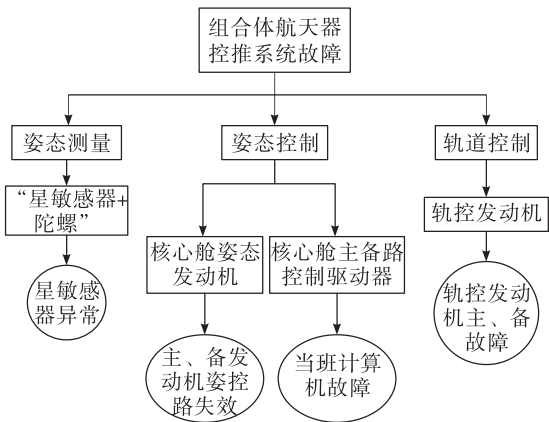 组合体航天器
控推系统故障
姿态测量
姿态控制
轨道控制
“星敏感器+
陀螺”
核心舱姿态
发动机
核心舱主备路
控制驱动器
轨控发动机
星敏感
器异常
主、备发
动机姿控
路失效
当班计算
机故障
轨控发动
机主、备
故障